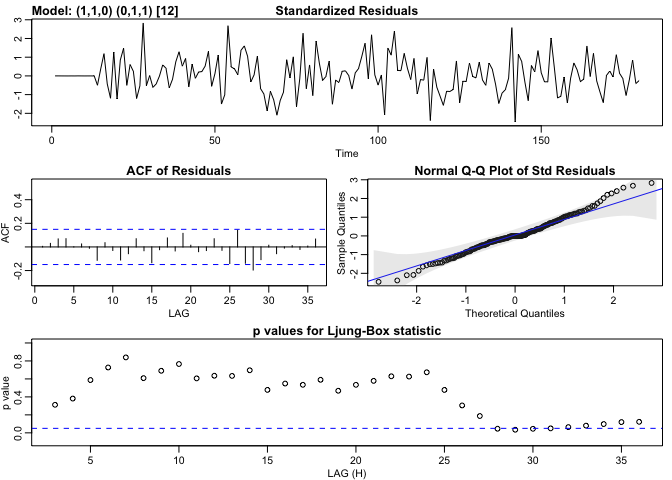 Model: (1,1,0) (0,1,1) [12] Standardized Residuals
3
2
1
0
-1
-2
0 50 100 150
Time
ACF of Residuals
ACF
0.4
0.2
-0.2
0 5 10 15 20 25 30 35
LAG
Normal Q-Q Plot of Std Residuals
Sample Quantiles
3
2
1
0
-1
-2
-2 -1 0 1 2
Theoretical Quantiles
p values for Ljung-Box statistic
p value
0.8
0.4
0.0
5 10 15 20 25 30 35
LAG (H)